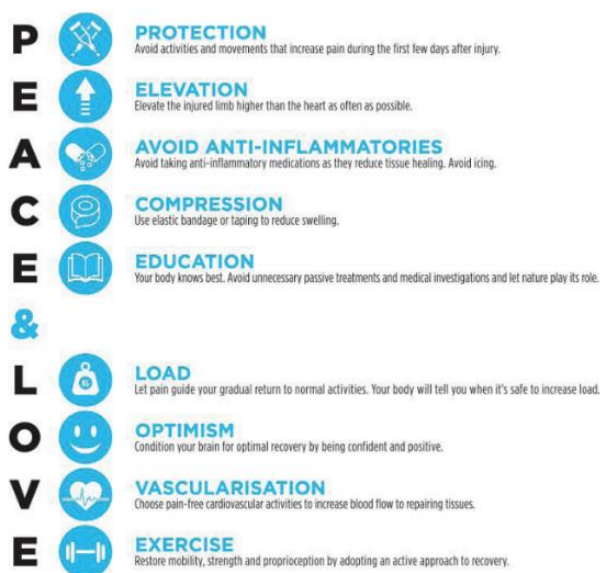 P
PROTECTION
Avoid activities and movements that increase pain during the first few days after injury.
E
ELEVATION
Elevate the injured limb higher than the heart as often as possible.
A
AVOID ANTI-INFLAMMATORIES
Avoid taking anti-inflammatory medications as they reduce tissue healing. Avoid icing.
C
COMPRESSION
Use elastic bandage or taping to reduce swelling.
E
EDUCATION
Your body knows best. Avoid unnecessary passive treatments and medical investigations and let nature play its role.
&
L
LOAD
Let pain guide your gradual return to normal activities. Your body will tell you when it's safe to increase load.
O
OPTIMISM
Condition your brain for optimal recovery by being confident and positive.
V
VASCULARISATION
Choose pain-free cardiovascular activities to increase blood flow to repairing tissues.
E
EXERCISE
Restore mobility, strength and proprioception by adopting an active approach to recovery.